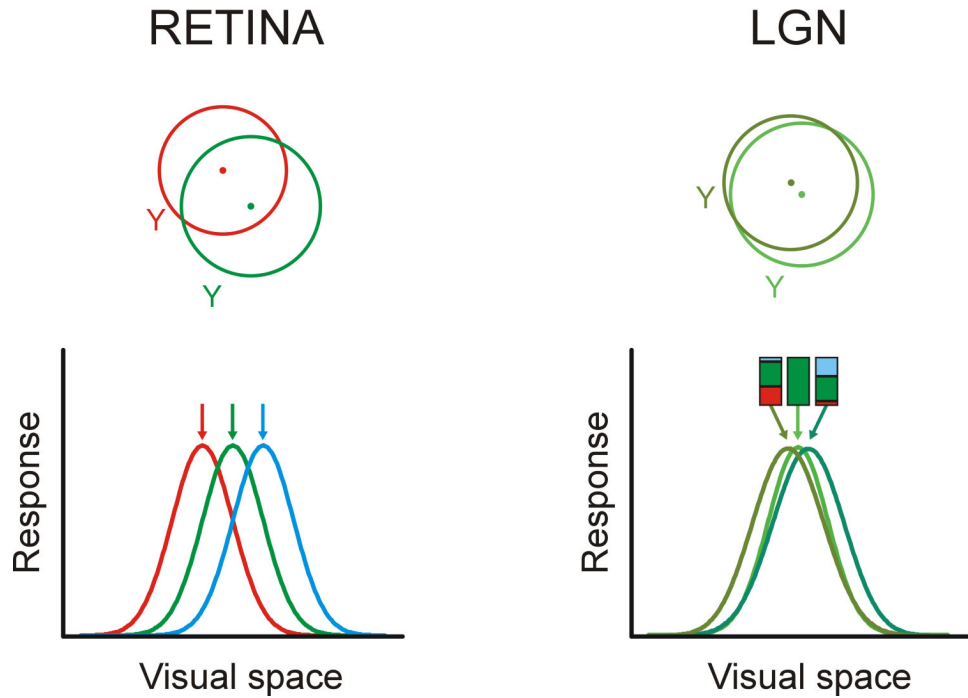 RETINA
LGN
Y
Y
Y
Y
Response
Visual space
Response
Visual space